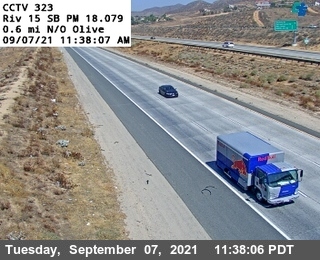 CCTV 323
Riv 15 SB PM 18.079
0.6 mi N/O Olive
09/07/21 11:38:07 AM
Red Bull
Tuesday, September 07, 2021 11:38:06 PDT